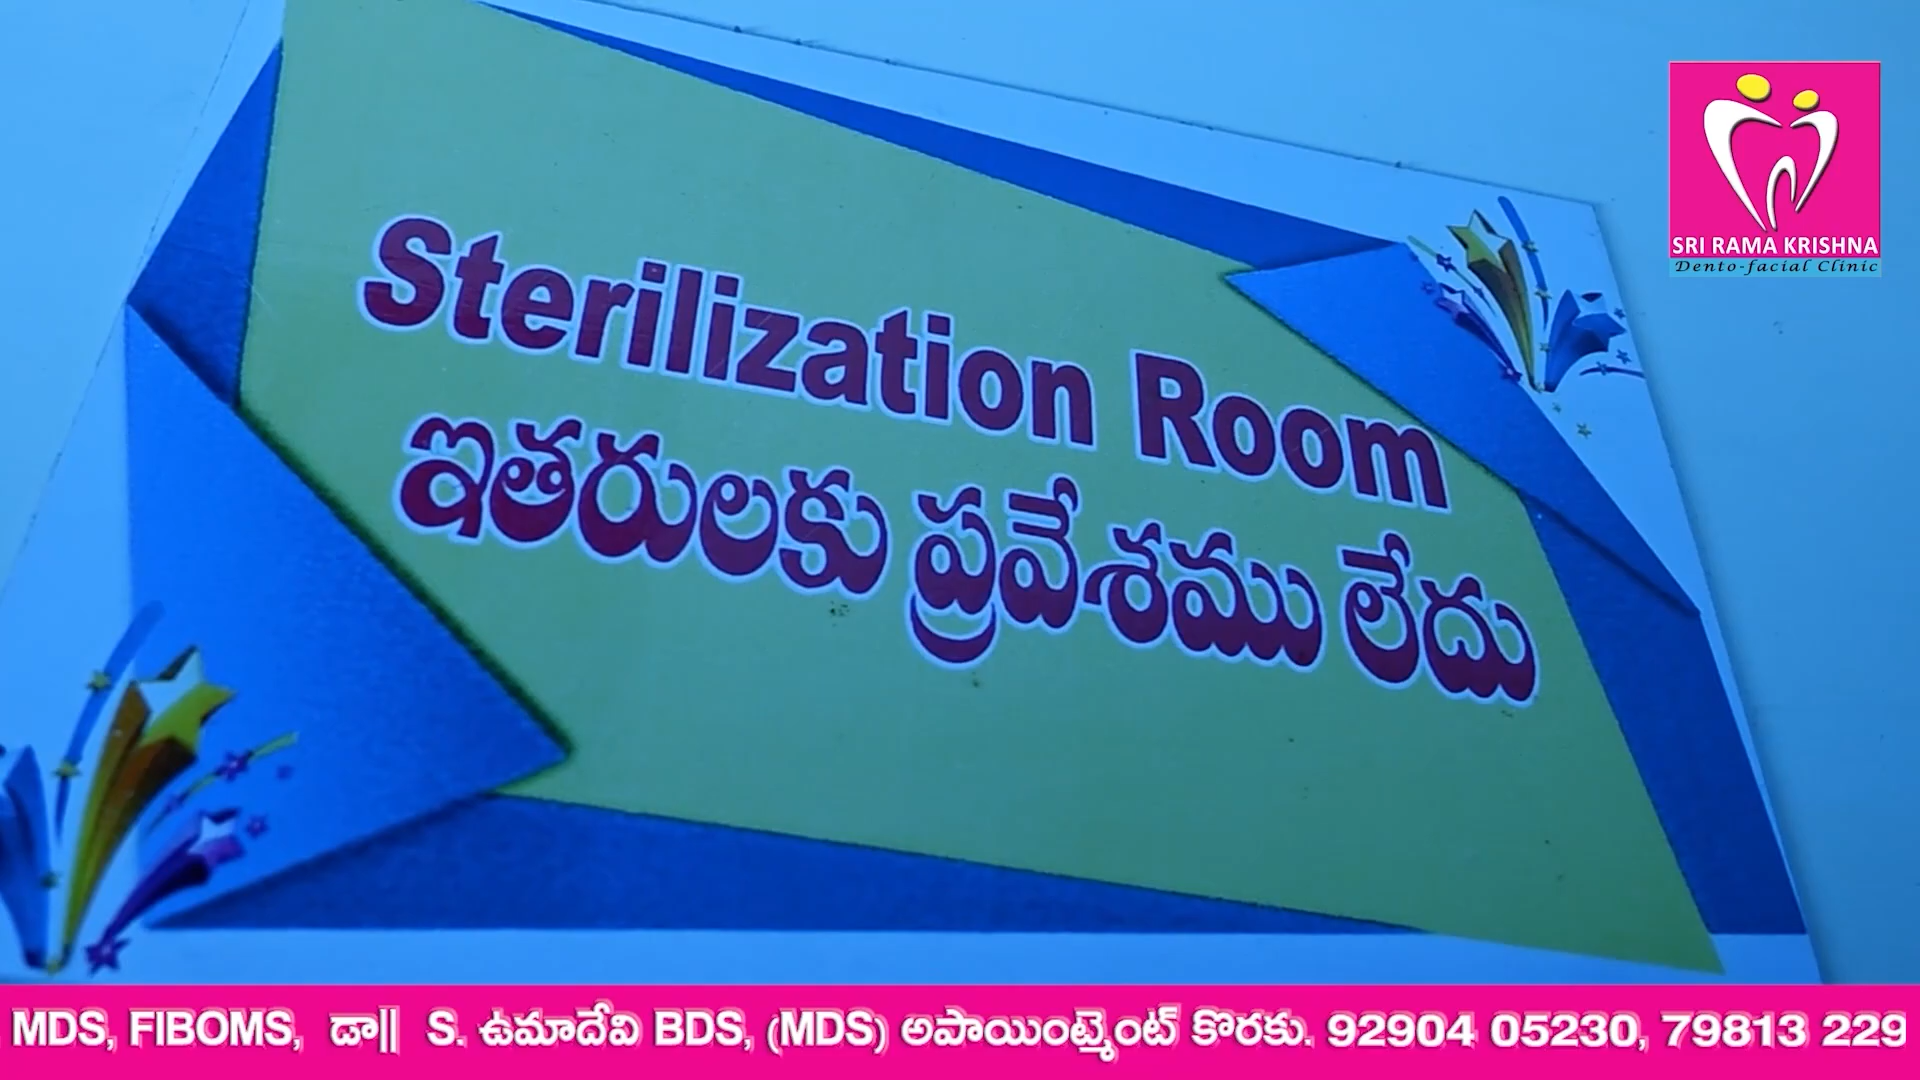 Sterilization Room
ఇతరులకు ప్రవేశము లేదు
SRI RAMA KRISHNA
Dento-facial Clinic
MDS, FIBOMS, డా|| S. ఉమాదేవి BDS, (MDS) అపాయింట్మెంట్ కొరకు. 92904 05230, 79813 229